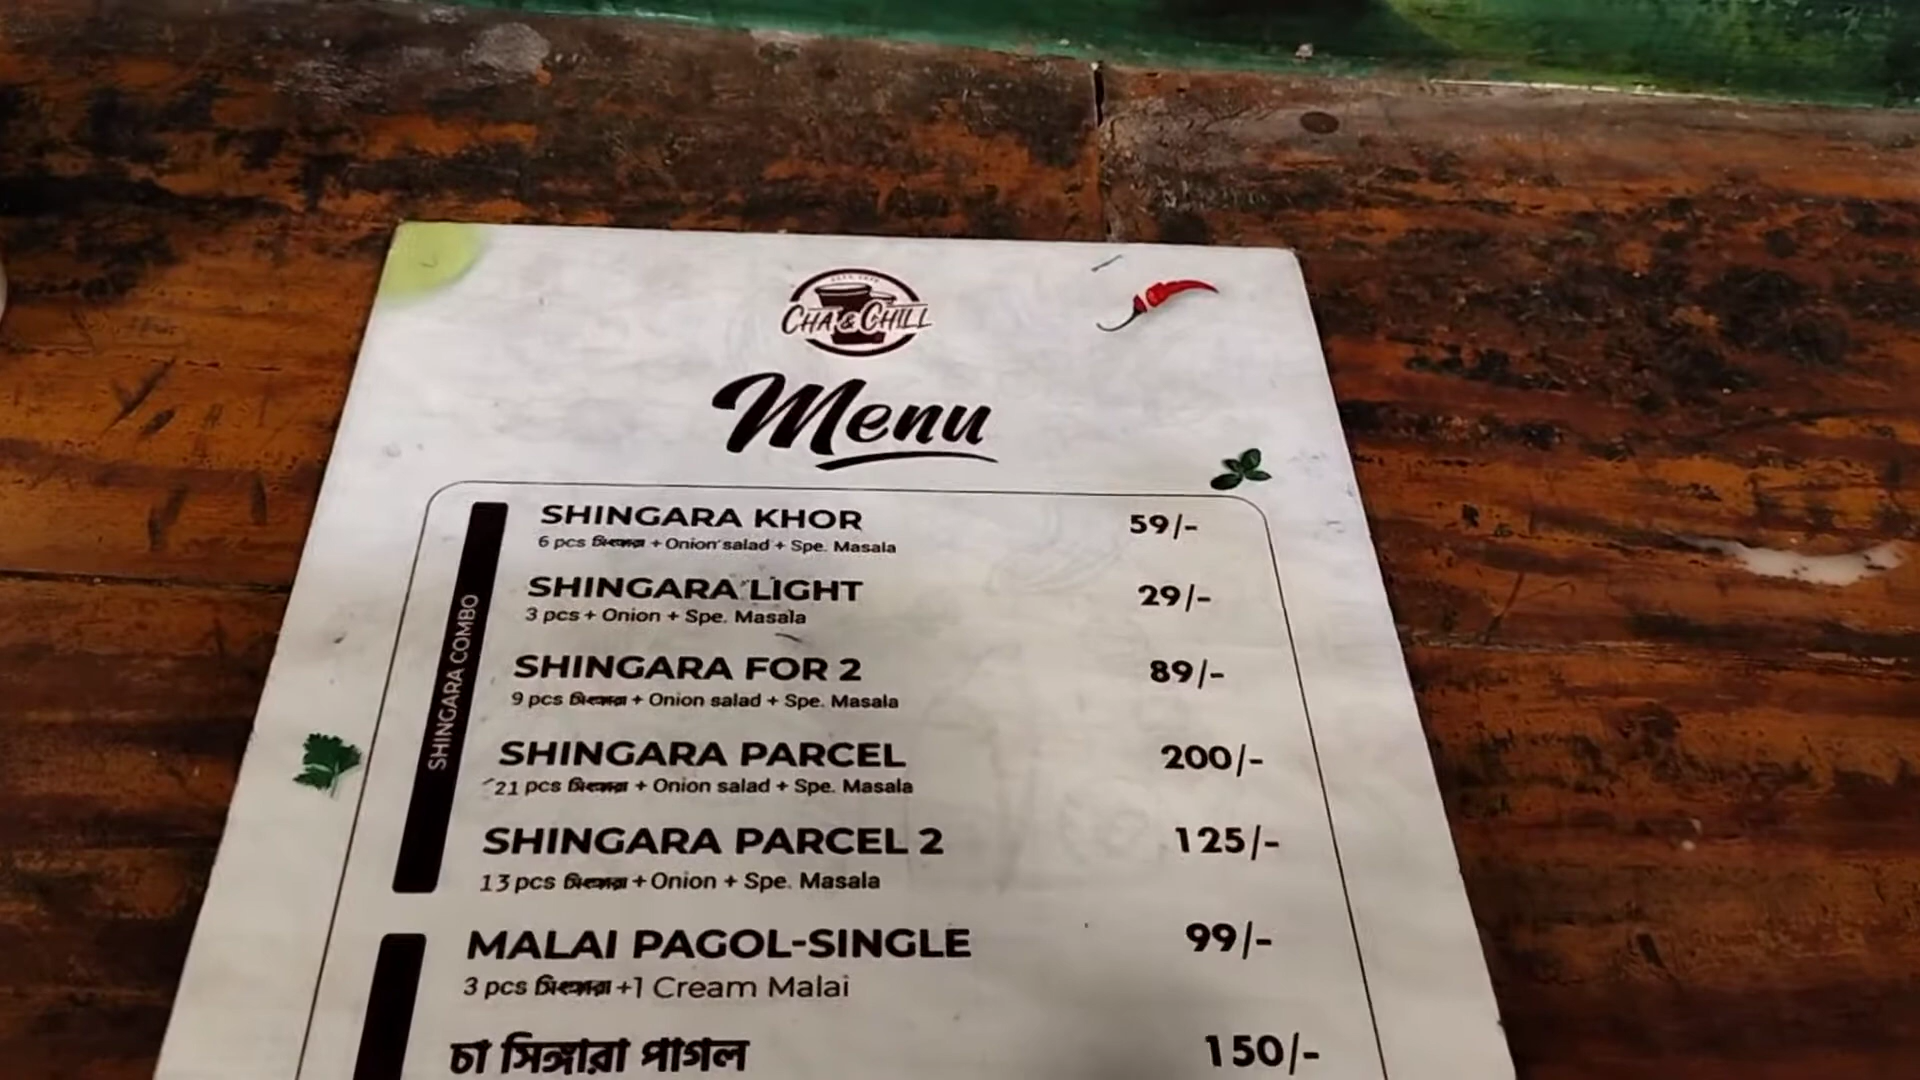 CHA & CHILL
Menu
SHINGARA COMBO
SHINGARA KHOR 59/-
6 pcs + Onion salad + Spe. Masala
SHINGARA LIGHT 29/-
3 pcs + Onion + Spe. Masala
SHINGARA FOR 2 89/-
9 pcs + Onion salad + Spe. Masala
SHINGARA PARCEL 200/-
21 pcs + Onion salad + Spe. Masala
SHINGARA PARCEL 2 125/-
13 pcs + Onion + Spe. Masala
MALAI PAGOL-SINGLE 99/-
3 pcs +1 Cream Malai
চা সিঙ্গারা পাগল 150/-